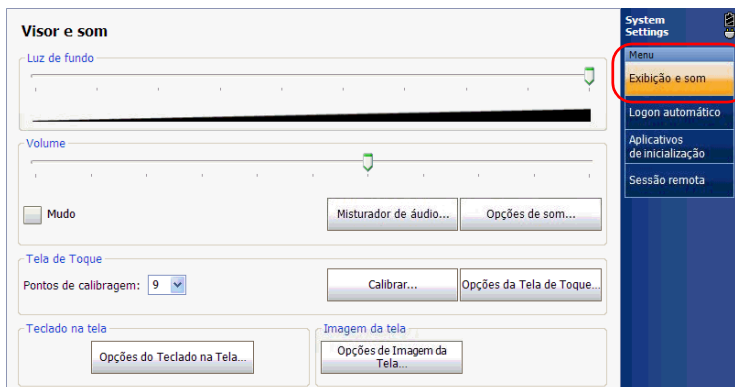 Visor e som
Luz de fundo
Volume
Mudo
Misturador de áudio...
Opções de som...
Tela de Toque
Pontos de calibragem: 9
Calibrar...
Opções da Tela de Toque...
Teclado na tela
Opções do Teclado na Tela...
Imagem da tela
Opções de Imagem da
Tela...
System
Settings
Menu
Exibição e som
Logon automático
Aplicativos
de inicialização
Sessão remota